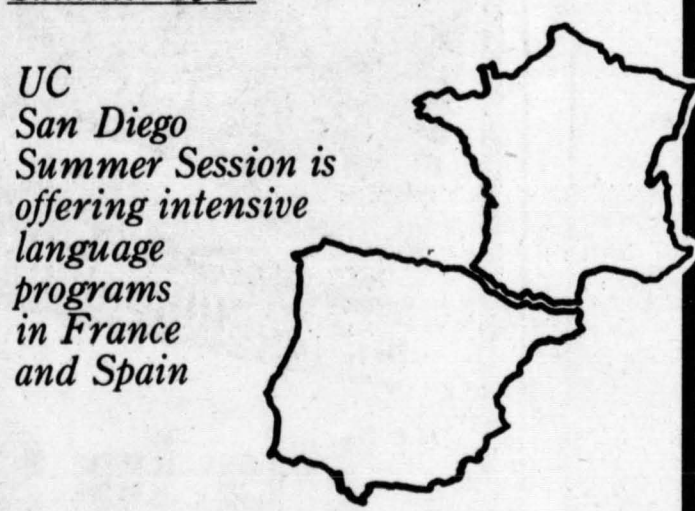 UC
San Diego
Summer Session is
offering intensive
language
programs
in France
and Spain